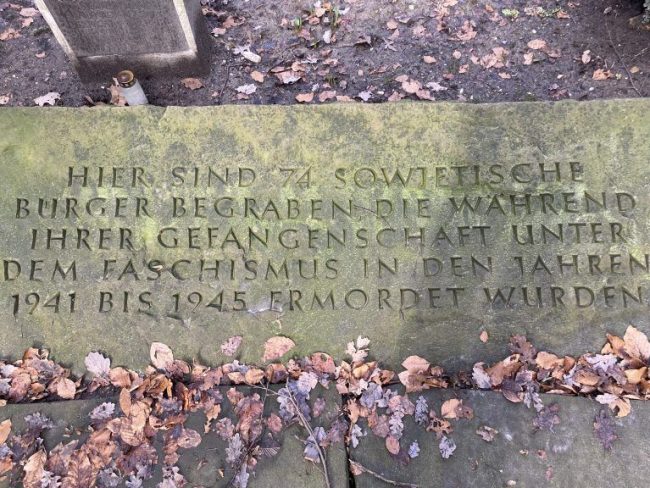 HIER SIND 74 SOWJETISCHE
BÜRGER BEGRABEN, DIE WÄHREND
IHRER GEFANGENSCHAFT UNTER
DEM FASCHISMUS IN DEN JAHREN
1941 BIS 1945 ERMORDET WURDEN